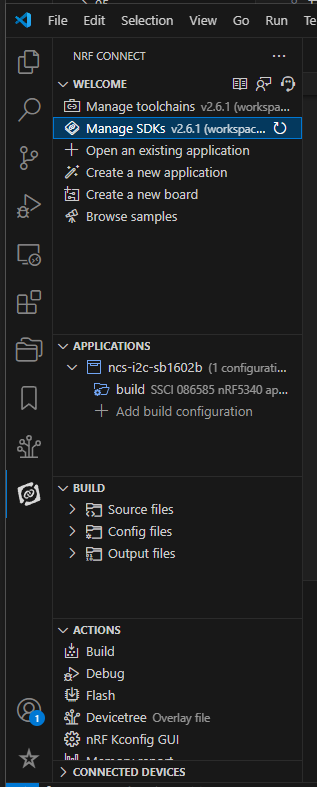 File Edit Selection View Go Run
NRF CONNECT
WELCOME
Manage toolchains v2.6.1 (workspa...
Manage SDKs v2.6.1 (workspac...
Open an existing application
Create a new application
Create a new board
Browse samples
APPLICATIONS
ncs-i2c-sb1602b (1 configurati...
build SSCI 086585 nRF5340 ap...
Add build configuration
BUILD
Source files
Config files
Output files
ACTIONS
Build
Debug
Flash
Devicetree Overlay file
nRF Kconfig GUI
Memory report
1
CONNECTED DEVICES